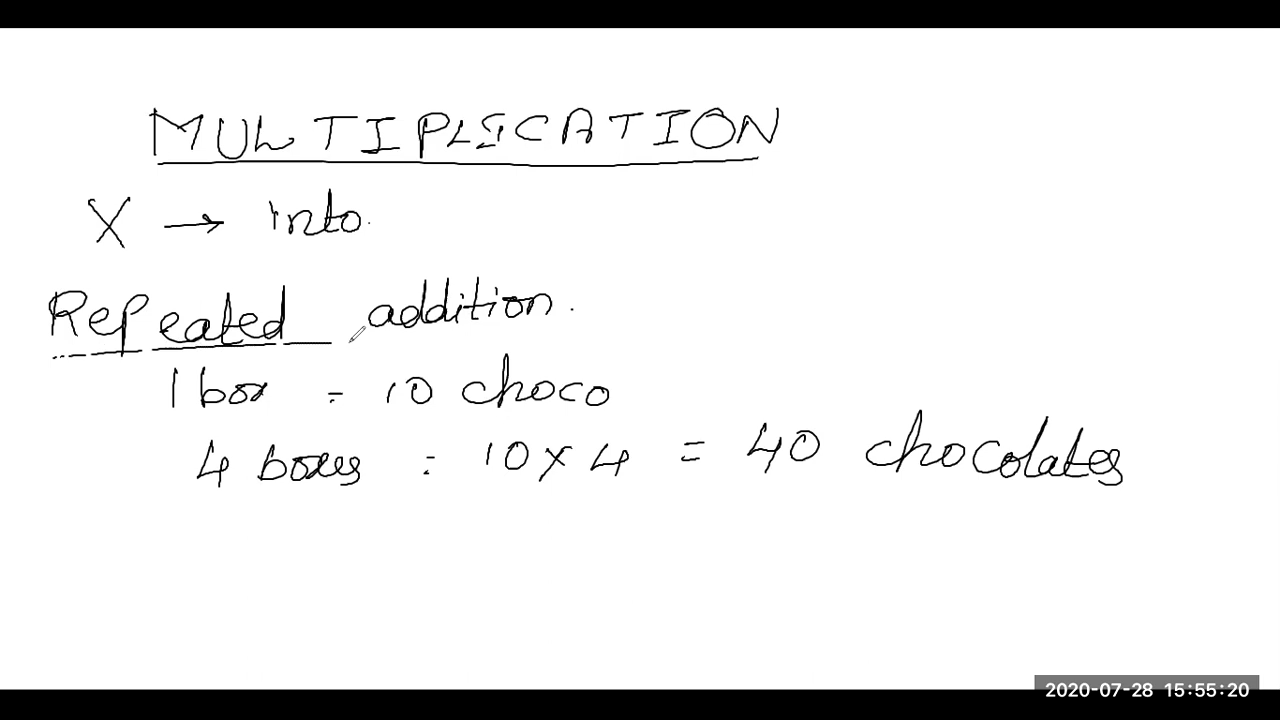 MULTIPLICATION
X → into.
Repeated addition.
1 box = 10 choco
4 boxes = 10 x 4 = 40 chocolates
2020-07-28 15:55:20